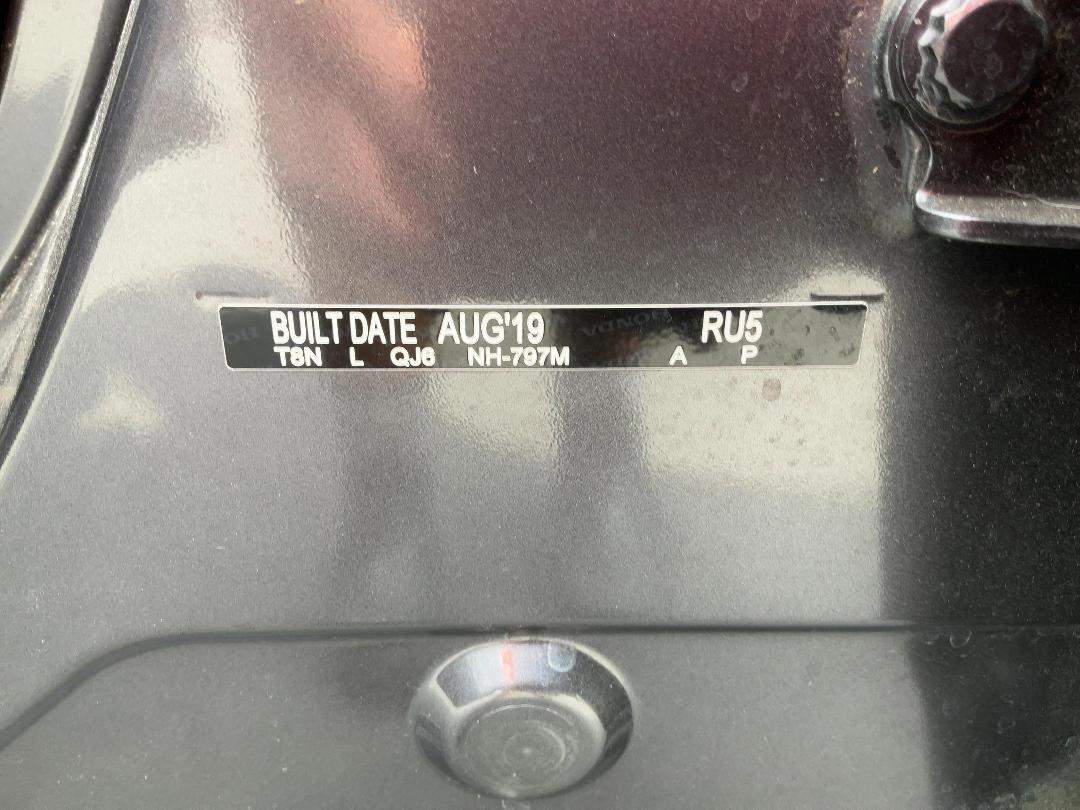 BUILT DATE AUG'19 RU5
T8N L QJ6 NH-797M A P